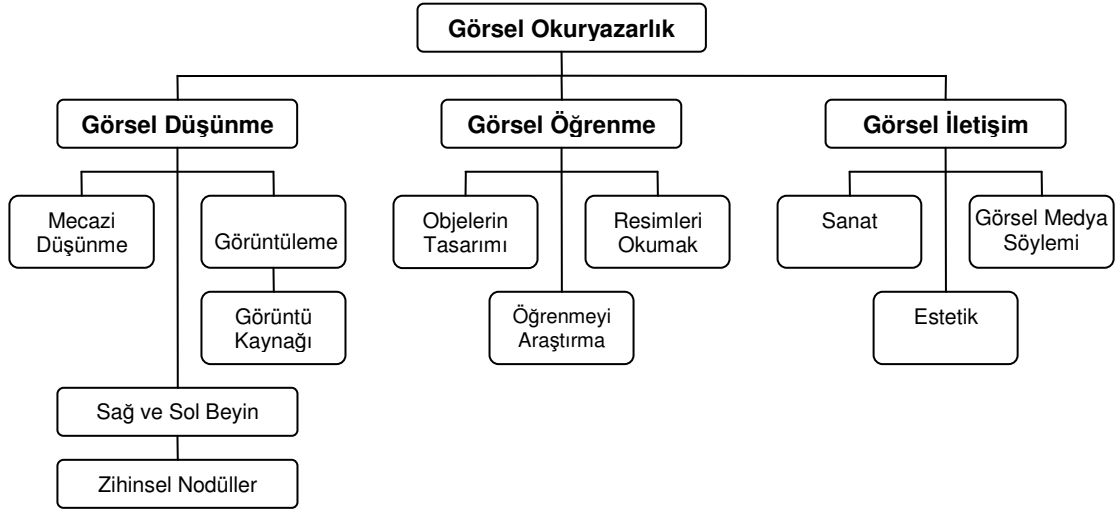 Görsel Okuryazarlık
Görsel Düşünme
Görsel Öğrenme
Görsel İletişim
Mecazi
Düşünme
Görüntüleme
Objelerin
Tasarımı
Resimleri
Okumak
Sanat
Görsel Medya
Söylemi
Görüntü
Kaynağı
Öğrenmeyi
Araştırma
Estetik
Sağ ve Sol Beyin
Zihinsel Nodüller